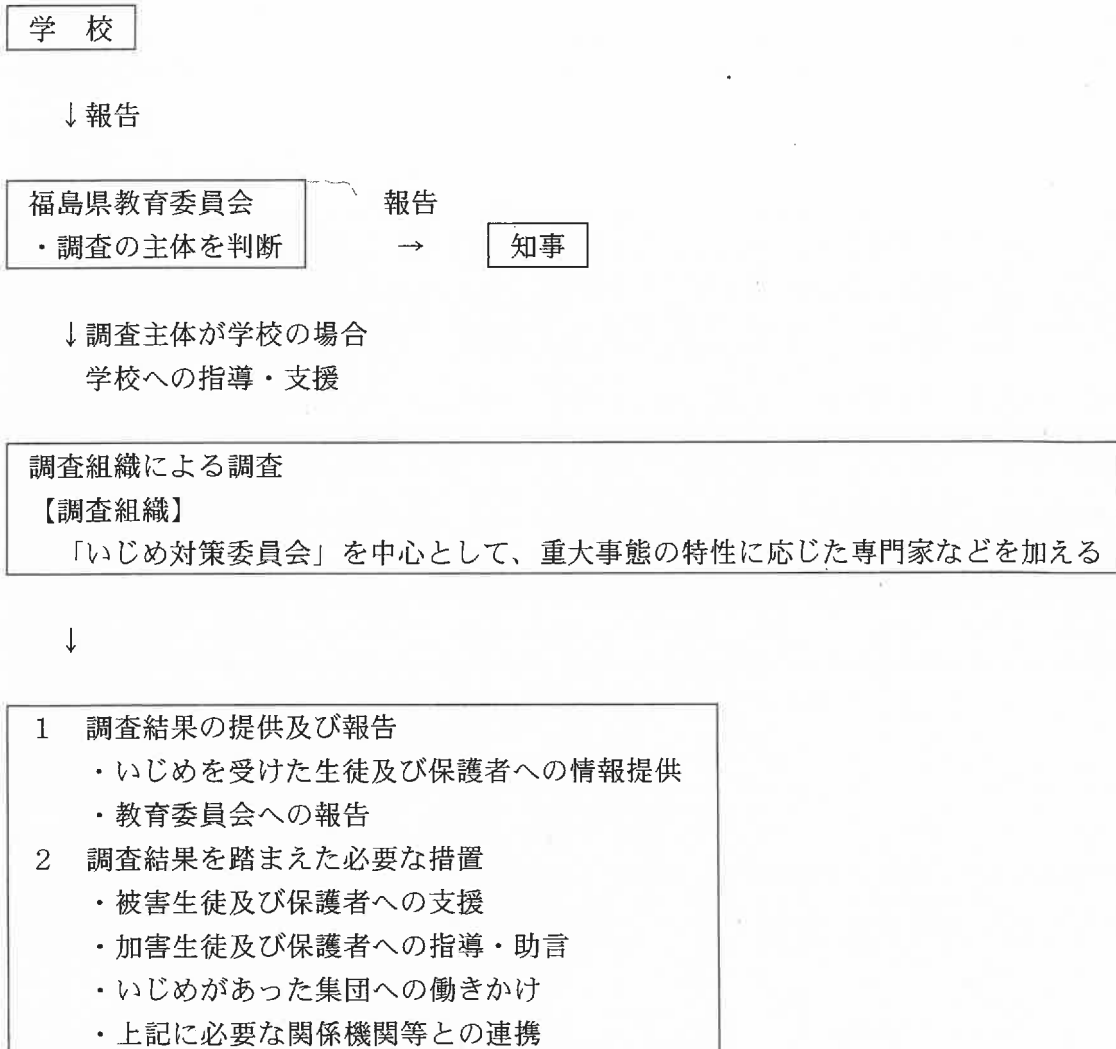 学　校
↓報告
福島県教育委員会　　　報告
・調査の主体を判断　　　→　　知事
↓調査主体が学校の場合
学校への指導・支援
調査組織による調査
【調査組織】
「いじめ対策委員会」を中心として、重大事態の特性に応じた専門家などを加える
↓
1　調査結果の提供及び報告
・いじめを受けた生徒及び保護者への情報提供
・教育委員会への報告
2　調査結果を踏まえた必要な措置
・被害生徒及び保護者への支援
・加害生徒及び保護者への指導・助言
・いじめがあった集団への働きかけ
・上記に必要な関係機関等との連携